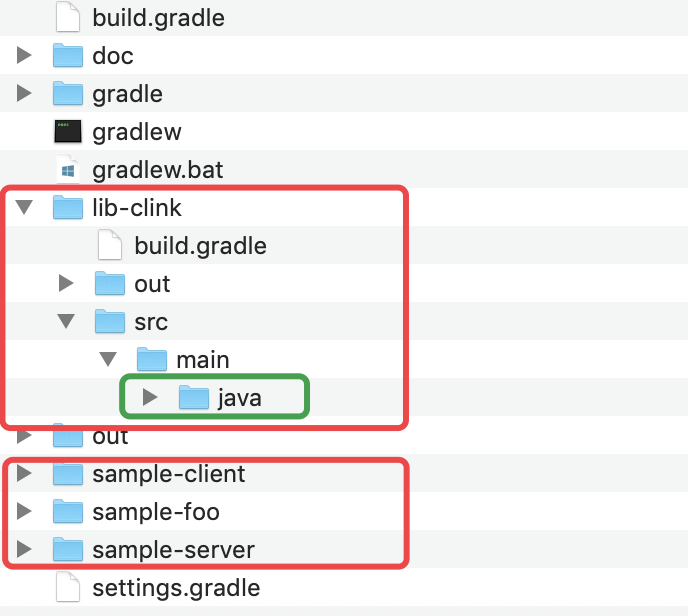 build.gradle
doc
gradle
gradlew
gradlew.bat
lib-clink
build.gradle
out
src
main
java
out
sample-client
sample-foo
sample-server
settings.gradle